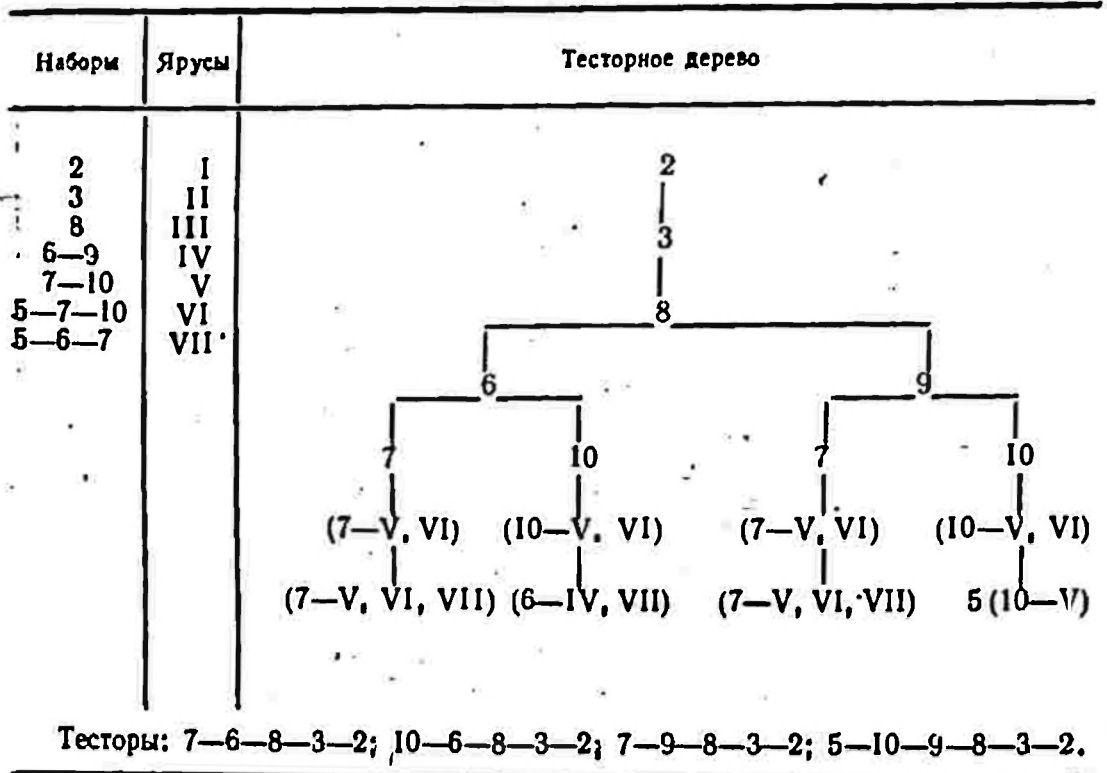 Наборы Ярусы Тесторное дерево
2 I 2
3 II
8 III 3
6—9 IV
7—10 V
5—7—10 VI 8
5—6—7 VII
6 9
7 10 7 10
(7—V, VI) (10—V, VI) (7—V, VI) (10—V, VI)
(7—V, VI, VII) (6—IV, VII) (7—V, VI, VII) 5 (10—V)
Тесторы: 7—6—8—3—2; 10—6—8—3—2; 7—9—8—3—2; 5—10—9—8—3—2.